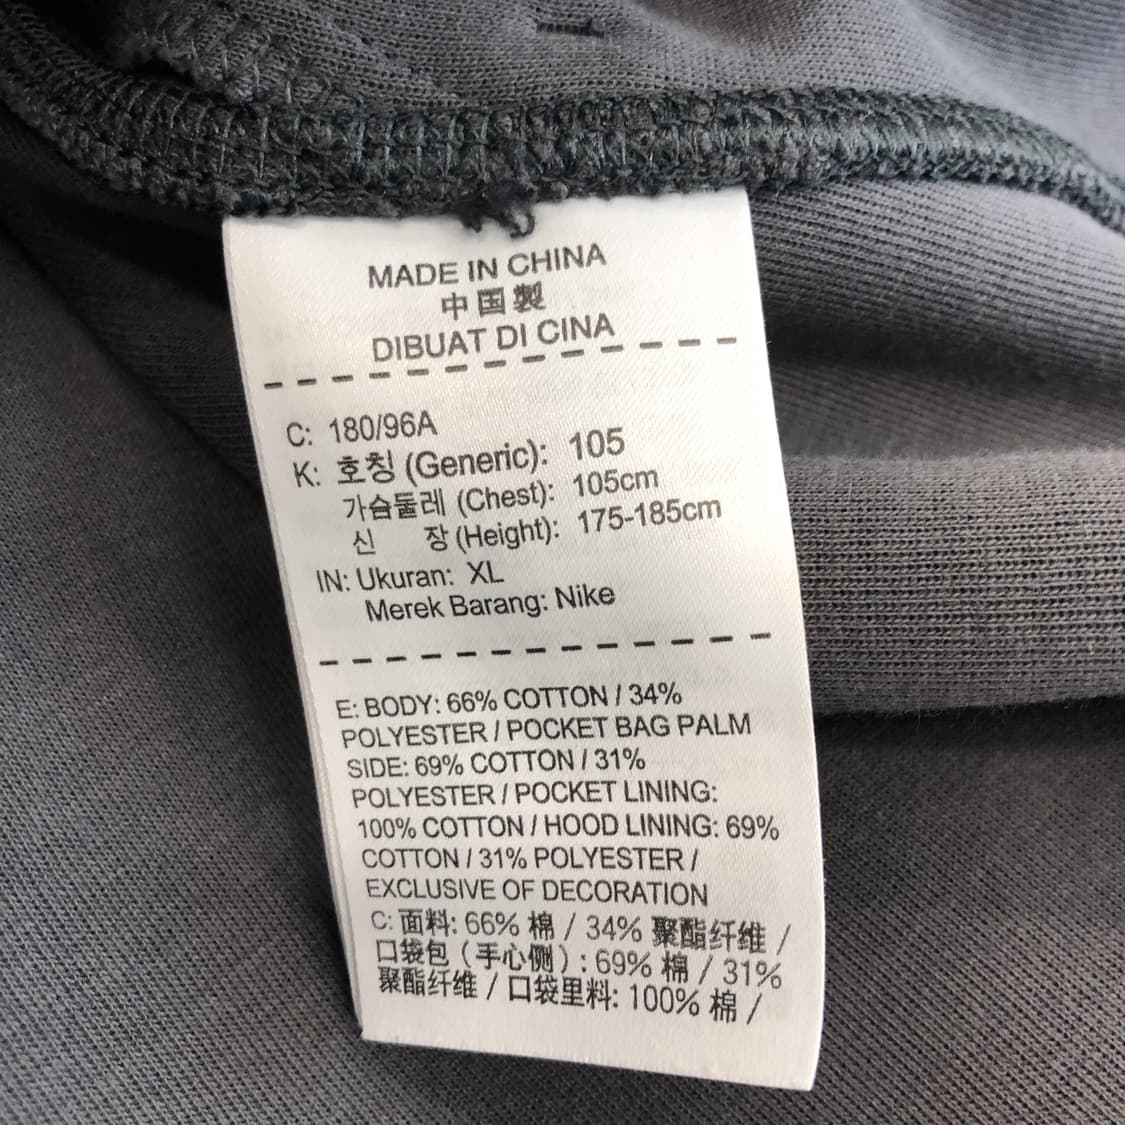 MADE IN CHINA
中国製
DIBUAT DI CINA
C: 180/96A
K: 호칭 (Generic): 105
가슴둘레 (Chest): 105cm
신 장 (Height): 175-185cm
IN: Ukuran: XL
Merek Barang: Nike
E: BODY: 66% COTTON / 34%
POLYESTER / POCKET BAG PALM
SIDE: 69% COTTON / 31%
POLYESTER / POCKET LINING:
100% COTTON / HOOD LINING: 69%
COTTON / 31% POLYESTER /
EXCLUSIVE OF DECORATION
C: 面料: 66% 棉 / 34% 聚酯纤维 /
口袋包（手心侧）: 69% 棉 / 31%
聚酯纤维 / 口袋里料: 100% 棉 /